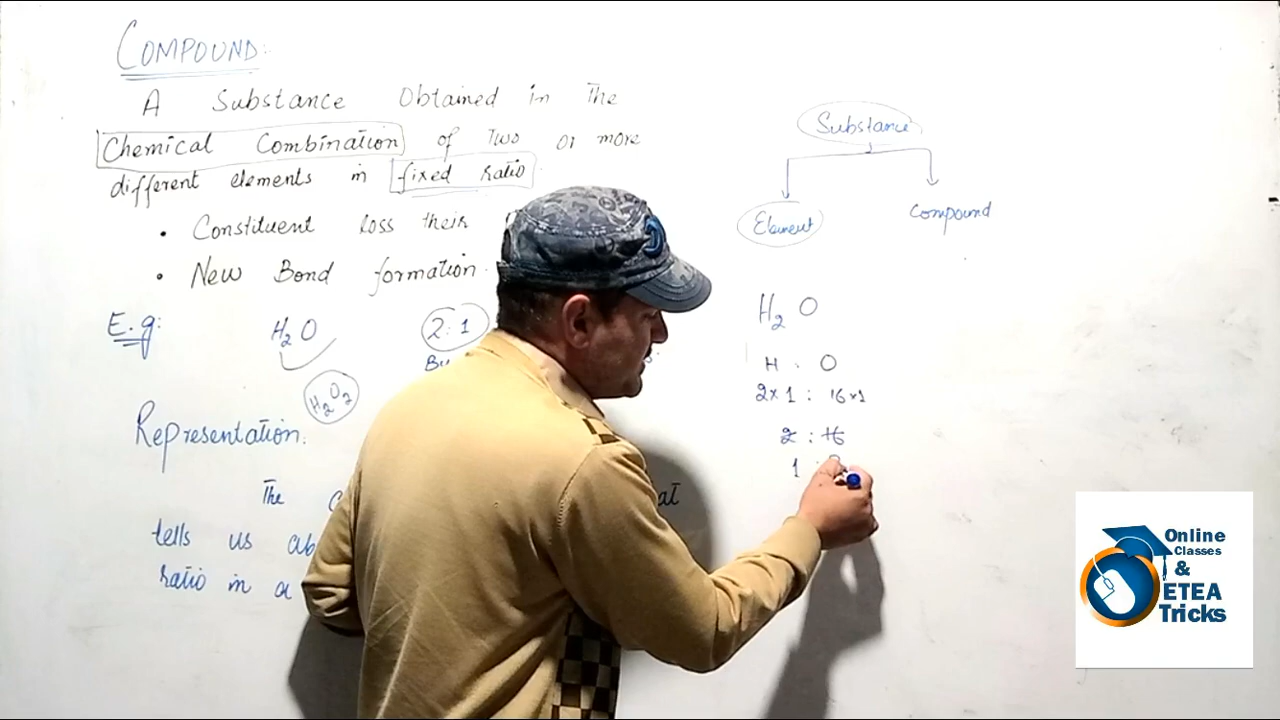 COMPOUND:
A Substance Obtained in The
Chemical Combination of Two or more
different elements in fixed ratio
• Constituent loss their
• New Bond formation
E.g: H2O 2:1
By
H2O2
Representation:
The
tells us
ratio in a
Substance
Element Compound
H2O
H : O
2×1 : 16×1
2 : 16
1 :
Online
Classes
&
ETEA
Tricks